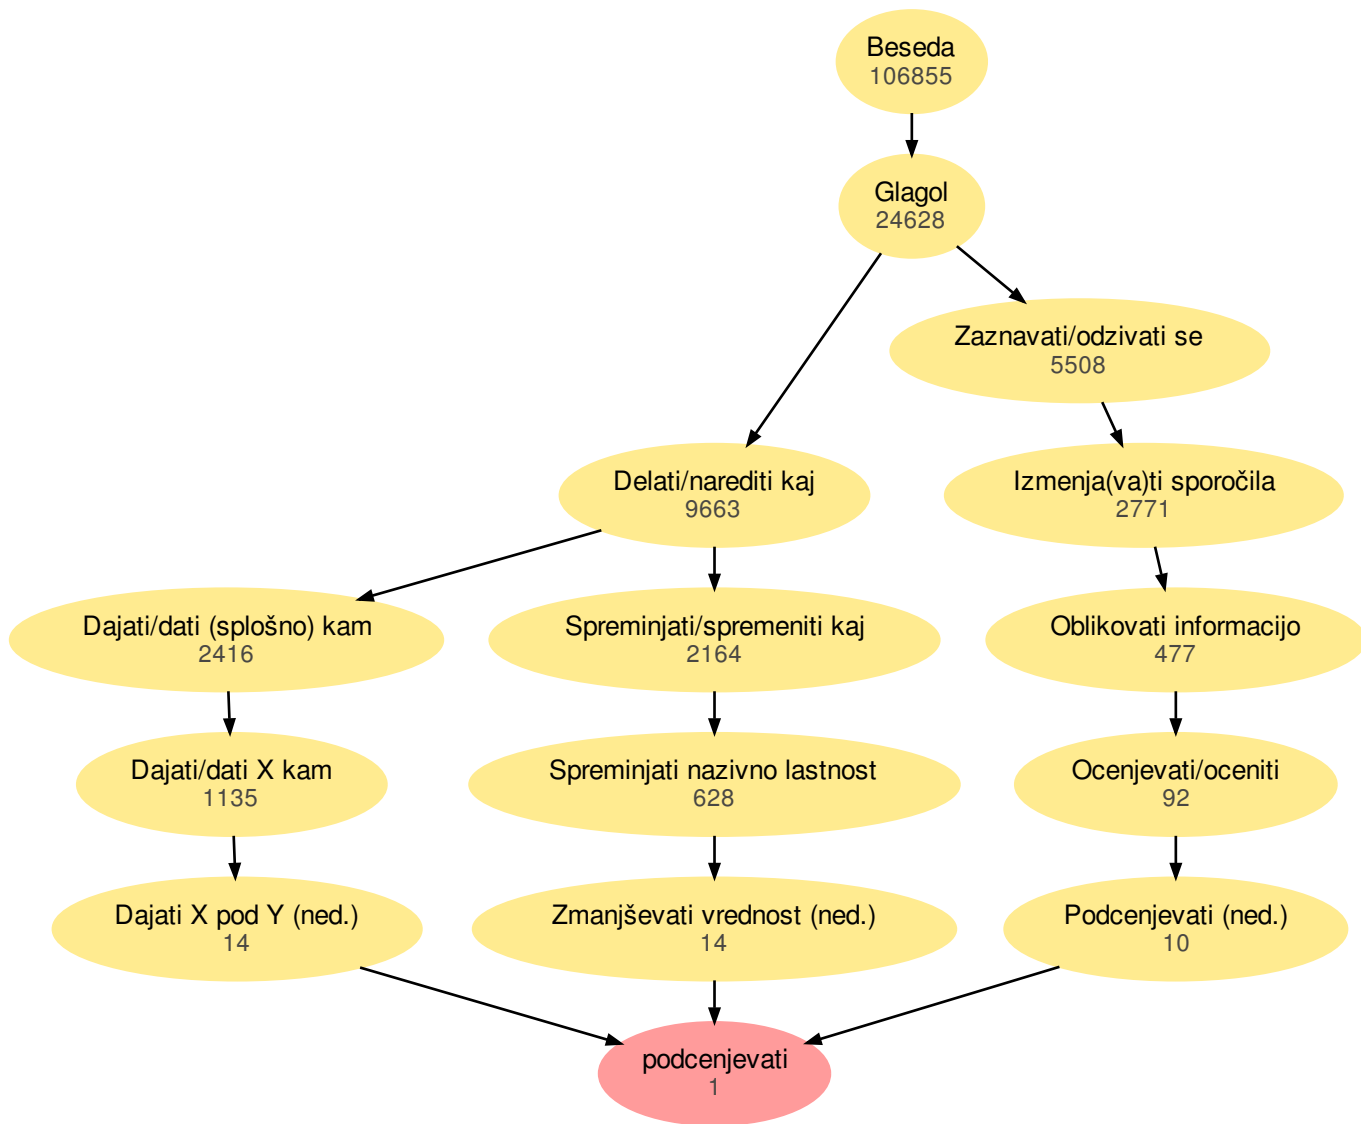 Beseda
106855
Glagol
24628
Zaznavati/odzivati se
5508
Delati/narediti kaj
9663
Izmenja(va)ti sporočila
2771
Dajati/dati (splošno) kam
2416
Spreminjati/spremeniti kaj
2164
Oblikovati informacijo
477
Dajati/dati X kam
1135
Spreminjati nazivno lastnost
628
Ocenjevati/oceniti
92
Dajati X pod Y (ned.)
14
Zmanjševati vrednost (ned.)
14
Podcenjevati (ned.)
10
podcenjevati
1